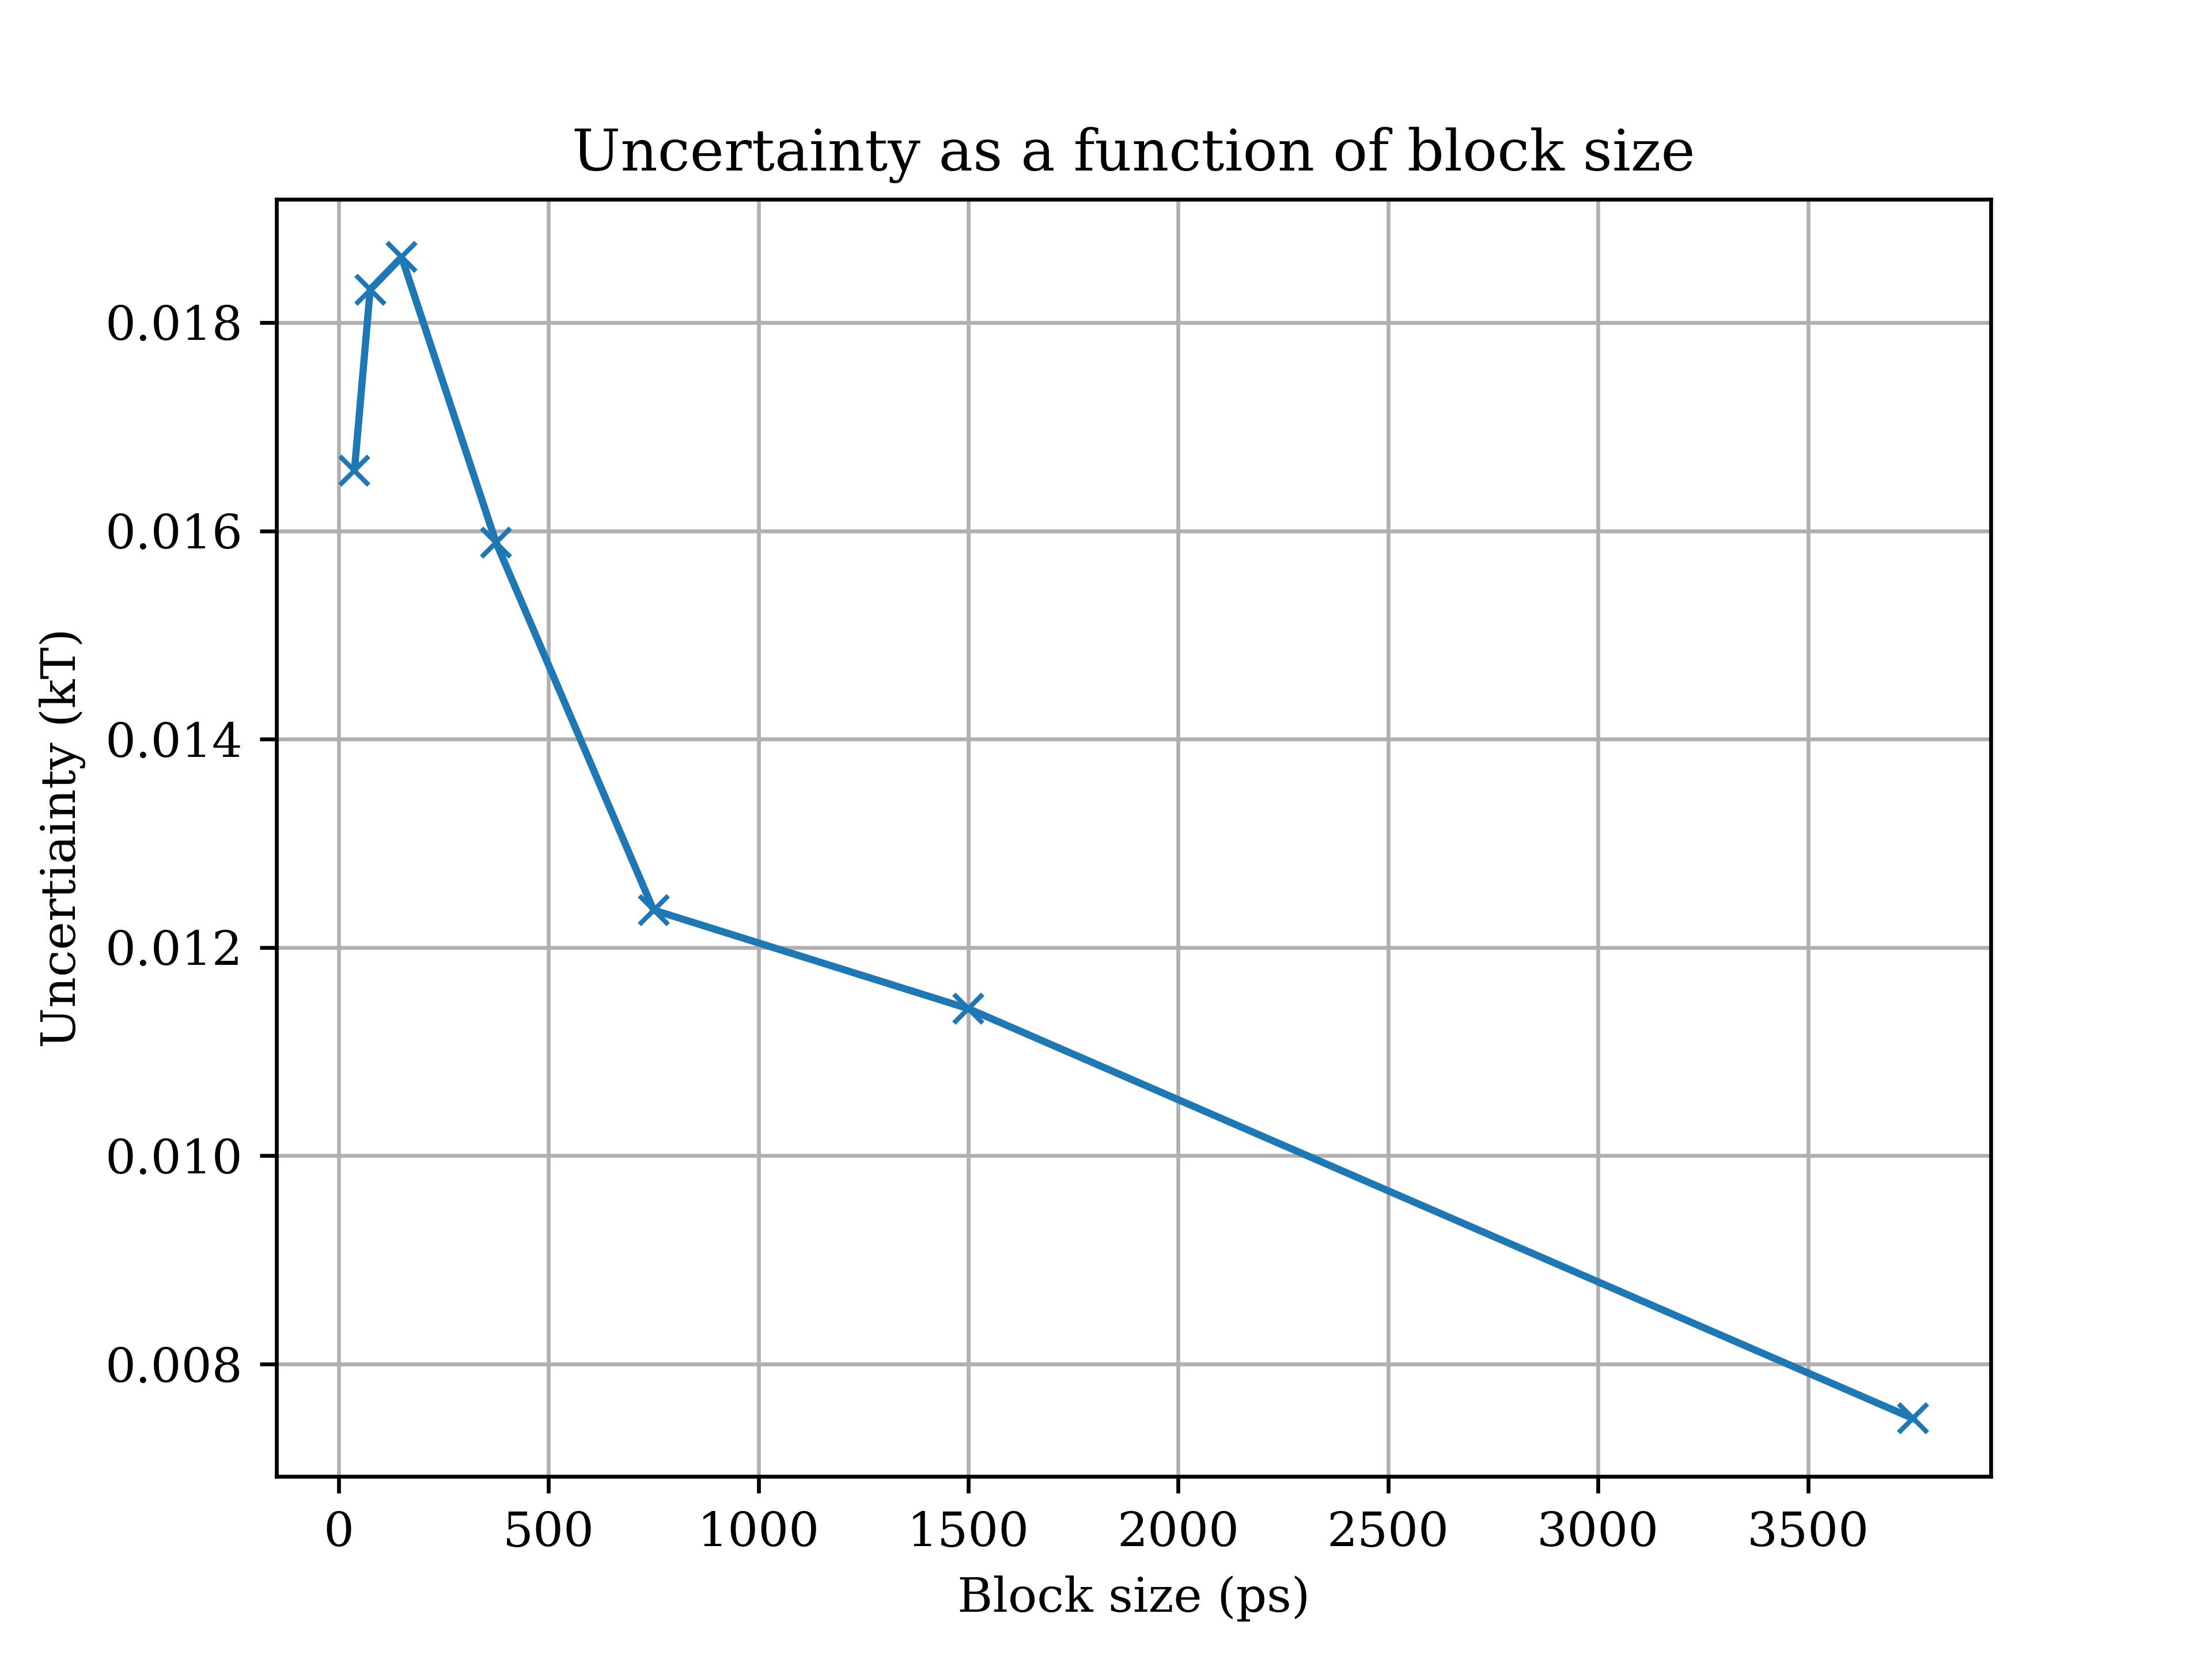 Uncertainty as a function of block size
0.018
0.016
0.014
0.012
0.010
0.008
Uncertiainty (kT)
0 500 1000 1500 2000 2500 3000 3500
Block size (ps)